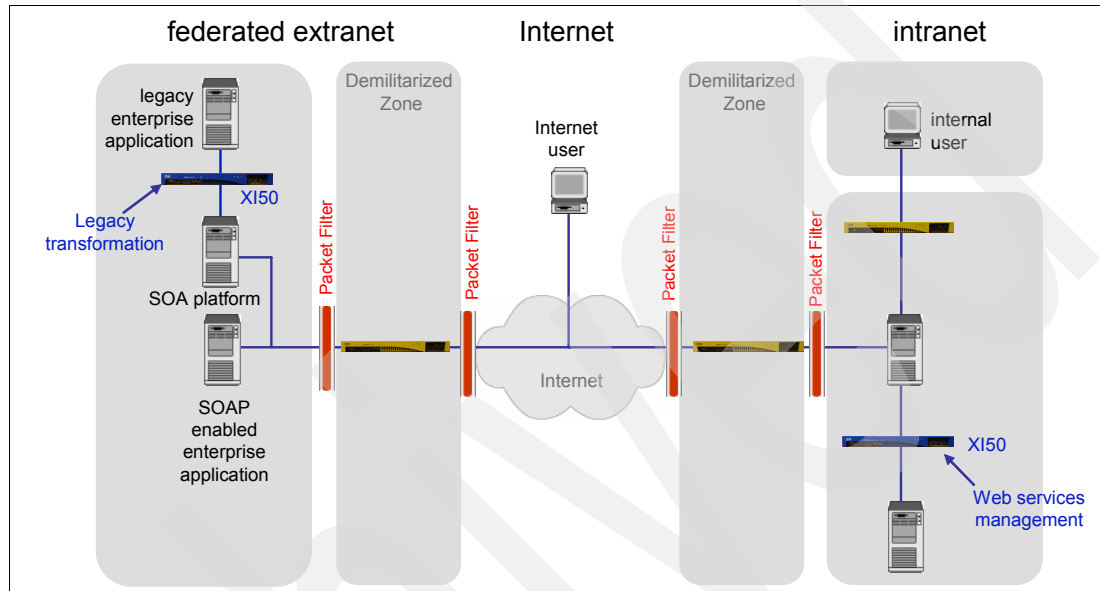 federated extranet
Internet
intranet
Demilitarized
Zone
Demilitarized
Zone
legacy
enterprise
application
XI50
Legacy
transformation
SOA platform
SOAP
enabled
enterprise
application
Packet Filter
Packet Filter
Internet
user
Internet
Packet Filter
Packet Filter
internal
user
XI50
Web services
management